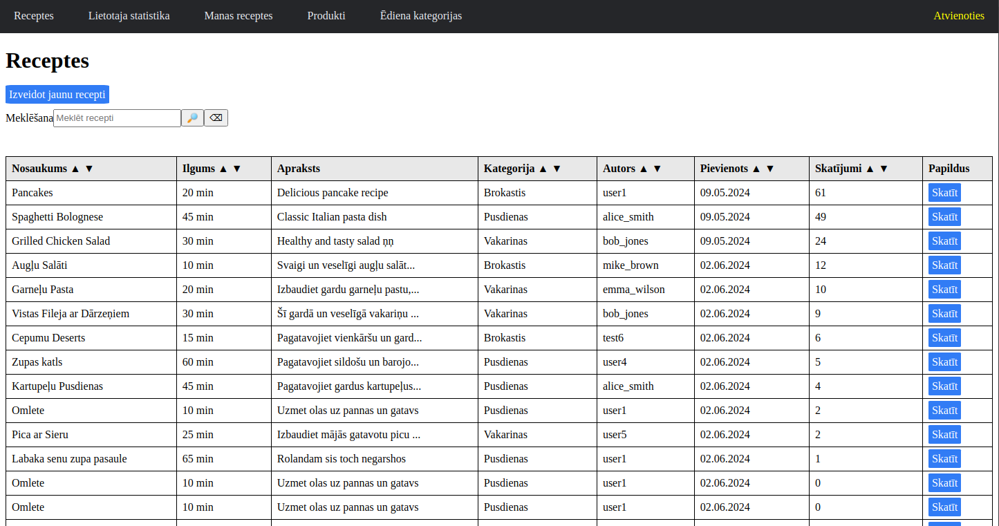 Receptes Lietotaja statistika Manas receptes Produkti Ēdiena kategorijas Atvienoties
Receptes
Izveidot jaunu recepti
Meklēšana Meklēt recepti 🔎 ⌫
Nosaukums ▲ ▼ Ilgums ▲ ▼ Apraksts Kategorija ▲ ▼ Autors ▲ ▼ Pievienots ▲ ▼ Skatījumi ▲ ▼ Papildus
Pancakes 20 min Delicious pancake recipe Brokastis user1 09.05.2024 61 Skatīt
Spaghetti Bolognese 45 min Classic Italian pasta dish Pusdienas alice_smith 09.05.2024 49 Skatīt
Grilled Chicken Salad 30 min Healthy and tasty salad ņņ Vakarinas bob_jones 09.05.2024 24 Skatīt
Augļu Salāti 10 min Svaigi un veselīgi augļu salāt... Brokastis mike_brown 02.06.2024 12 Skatīt
Garneļu Pasta 20 min Izbaudiet gardu garneļu pastu,... Vakarinas emma_wilson 02.06.2024 10 Skatīt
Vistas Fileja ar Dārzeņiem 30 min Šī gardā un veselīgā vakariņu ... Vakarinas bob_jones 02.06.2024 9 Skatīt
Cepumu Deserts 15 min Pagatavojiet vienkāršu un gard... Brokastis test6 02.06.2024 6 Skatīt
Zupas katls 60 min Pagatavojiet sildošu un barojo... Pusdienas user4 02.06.2024 5 Skatīt
Kartupeļu Pusdienas 45 min Pagatavojiet gardus kartupeļus... Pusdienas alice_smith 02.06.2024 4 Skatīt
Omlete 10 min Uzmet olas uz pannas un gatavs Pusdienas user1 02.06.2024 2 Skatīt
Pica ar Sieru 25 min Izbaudiet mājās gatavotu picu ... Vakarinas user5 02.06.2024 2 Skatīt
Labaka senu zupa pasaule 65 min Rolandam sis toch negarshos Pusdienas user1 02.06.2024 1 Skatīt
Omlete 10 min Uzmet olas uz pannas un gatavs Pusdienas user1 02.06.2024 0 Skatīt
Omlete 10 min Uzmet olas uz pannas un gatavs Pusdienas user1 02.06.2024 0 Skatīt